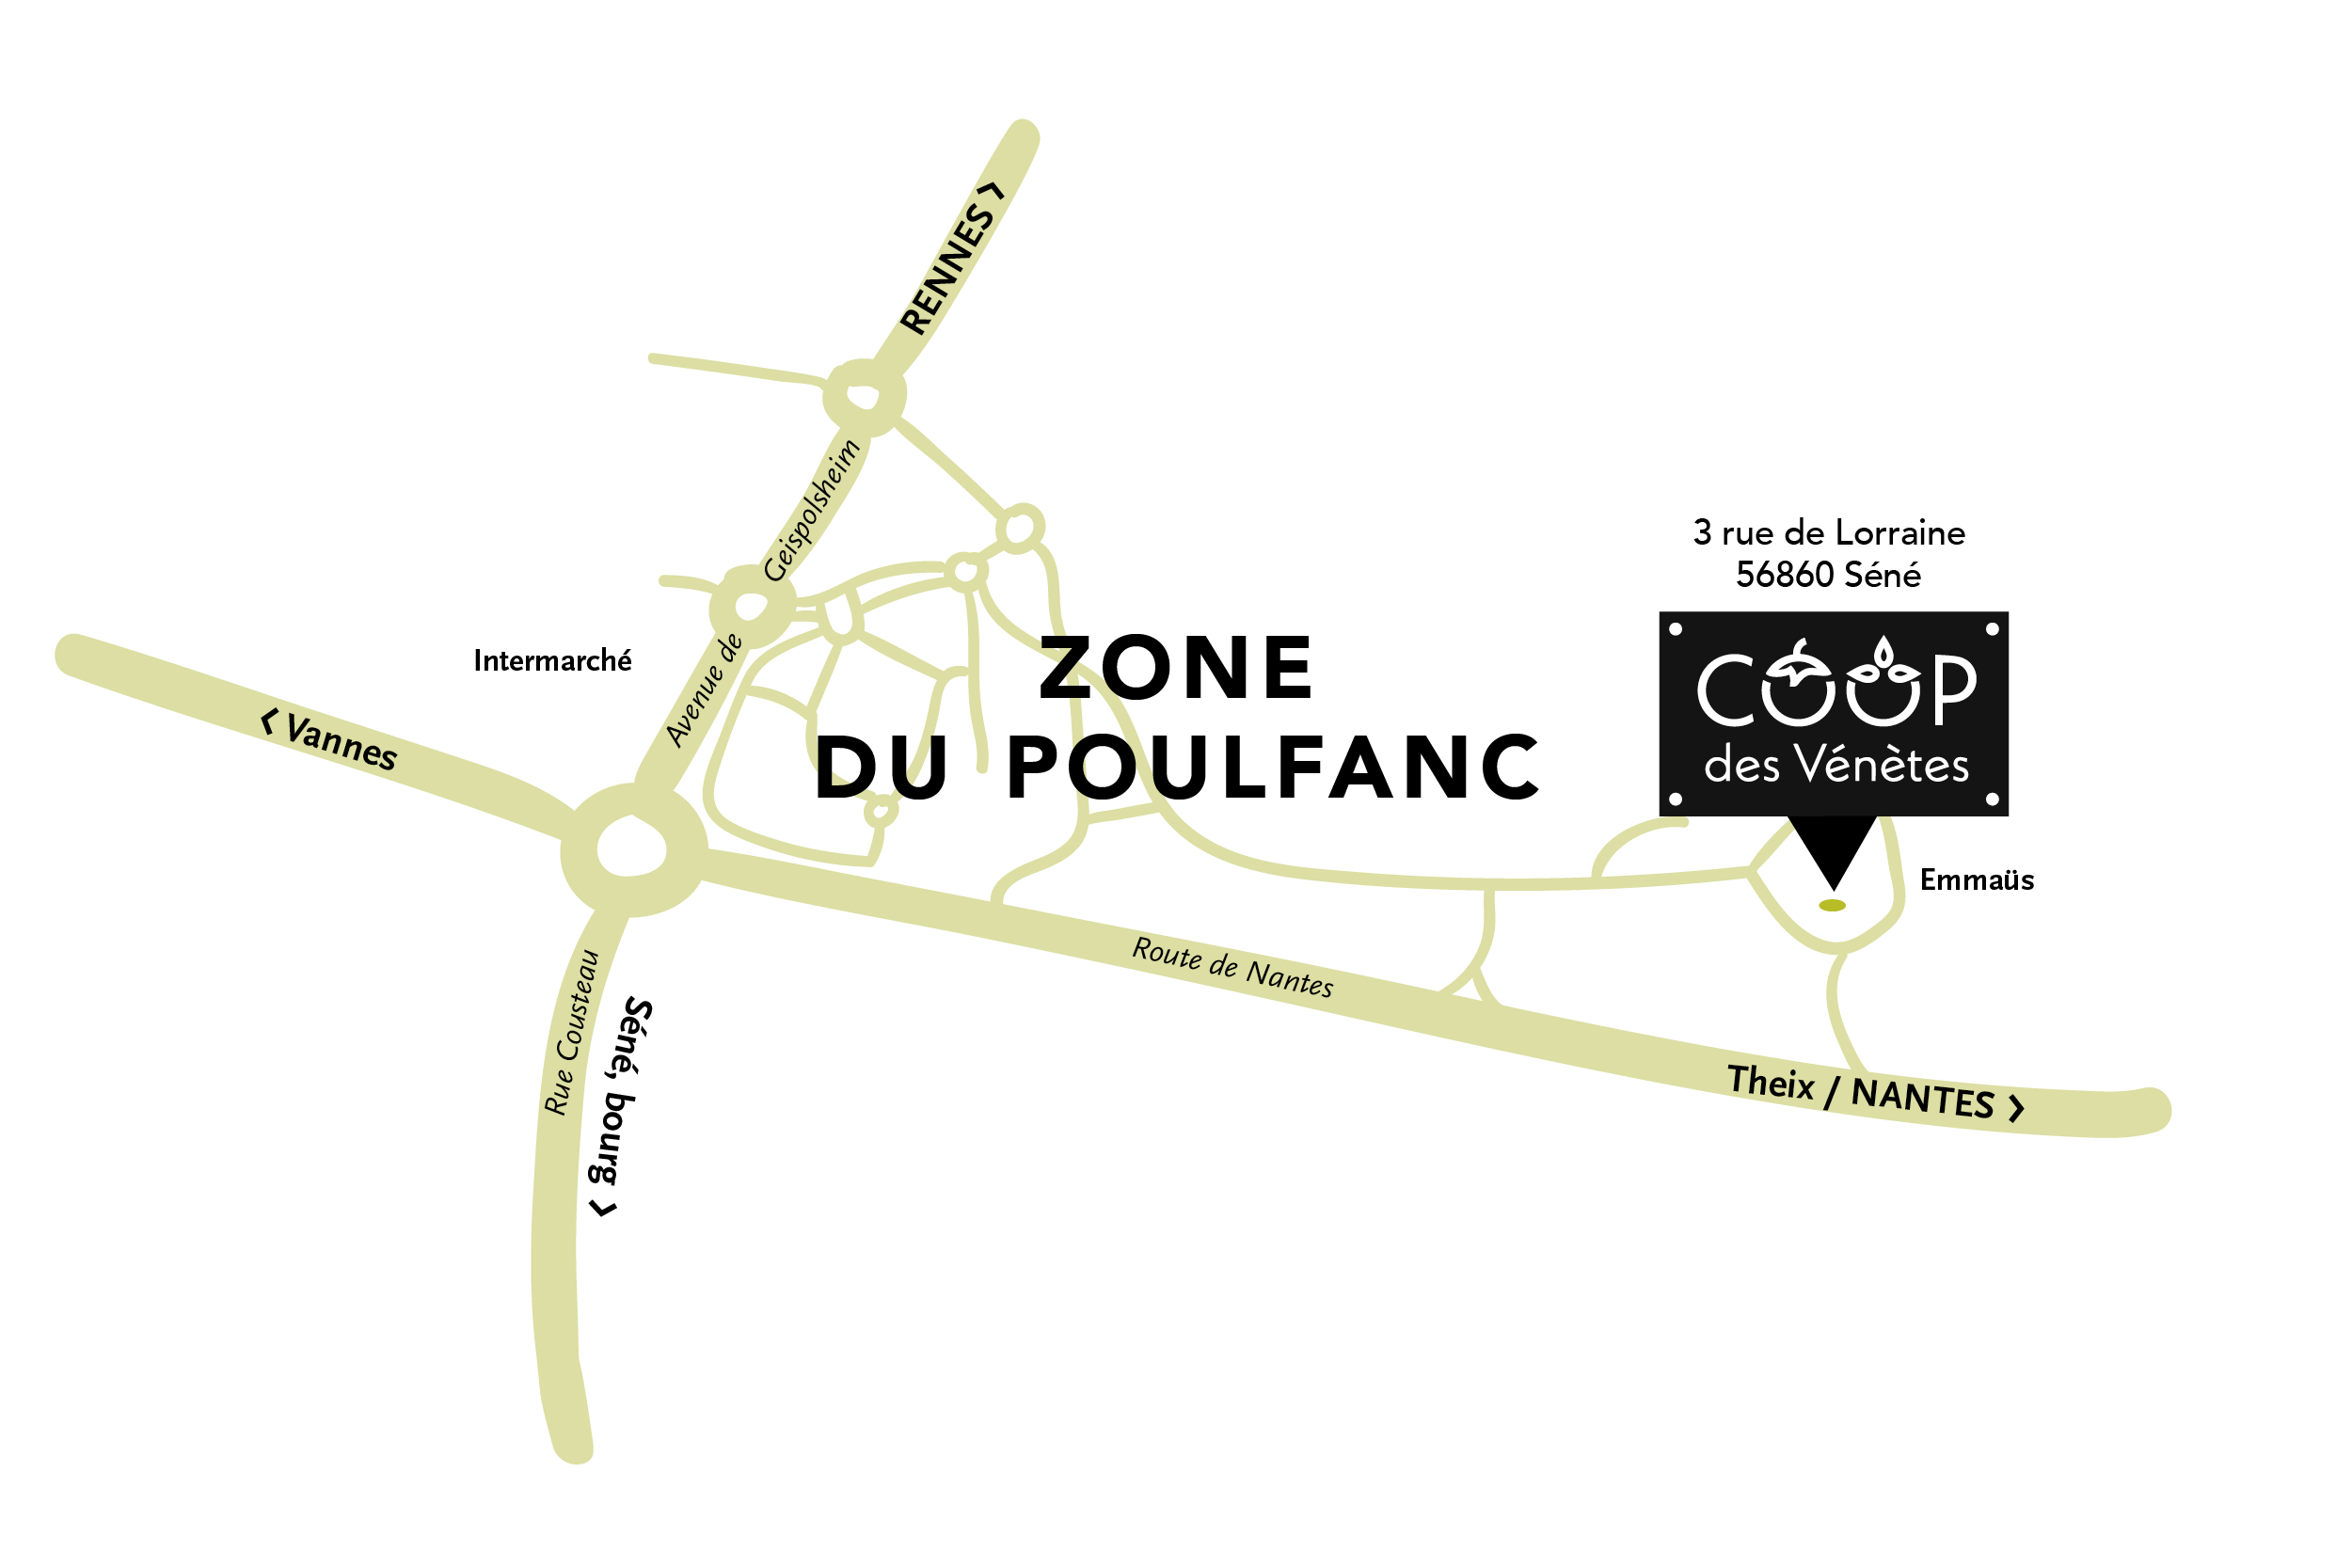 RENNES >
Geispolsheim
Avenue de
Intermarché
< Vannes
ZONE
DU POULFANC
3 rue de Lorraine
56860 Séné
COOP
des Vénètes
Emmaüs
Route de Nantes
Rue Cousteau
Séné, bourg >
Theix / NANTES >